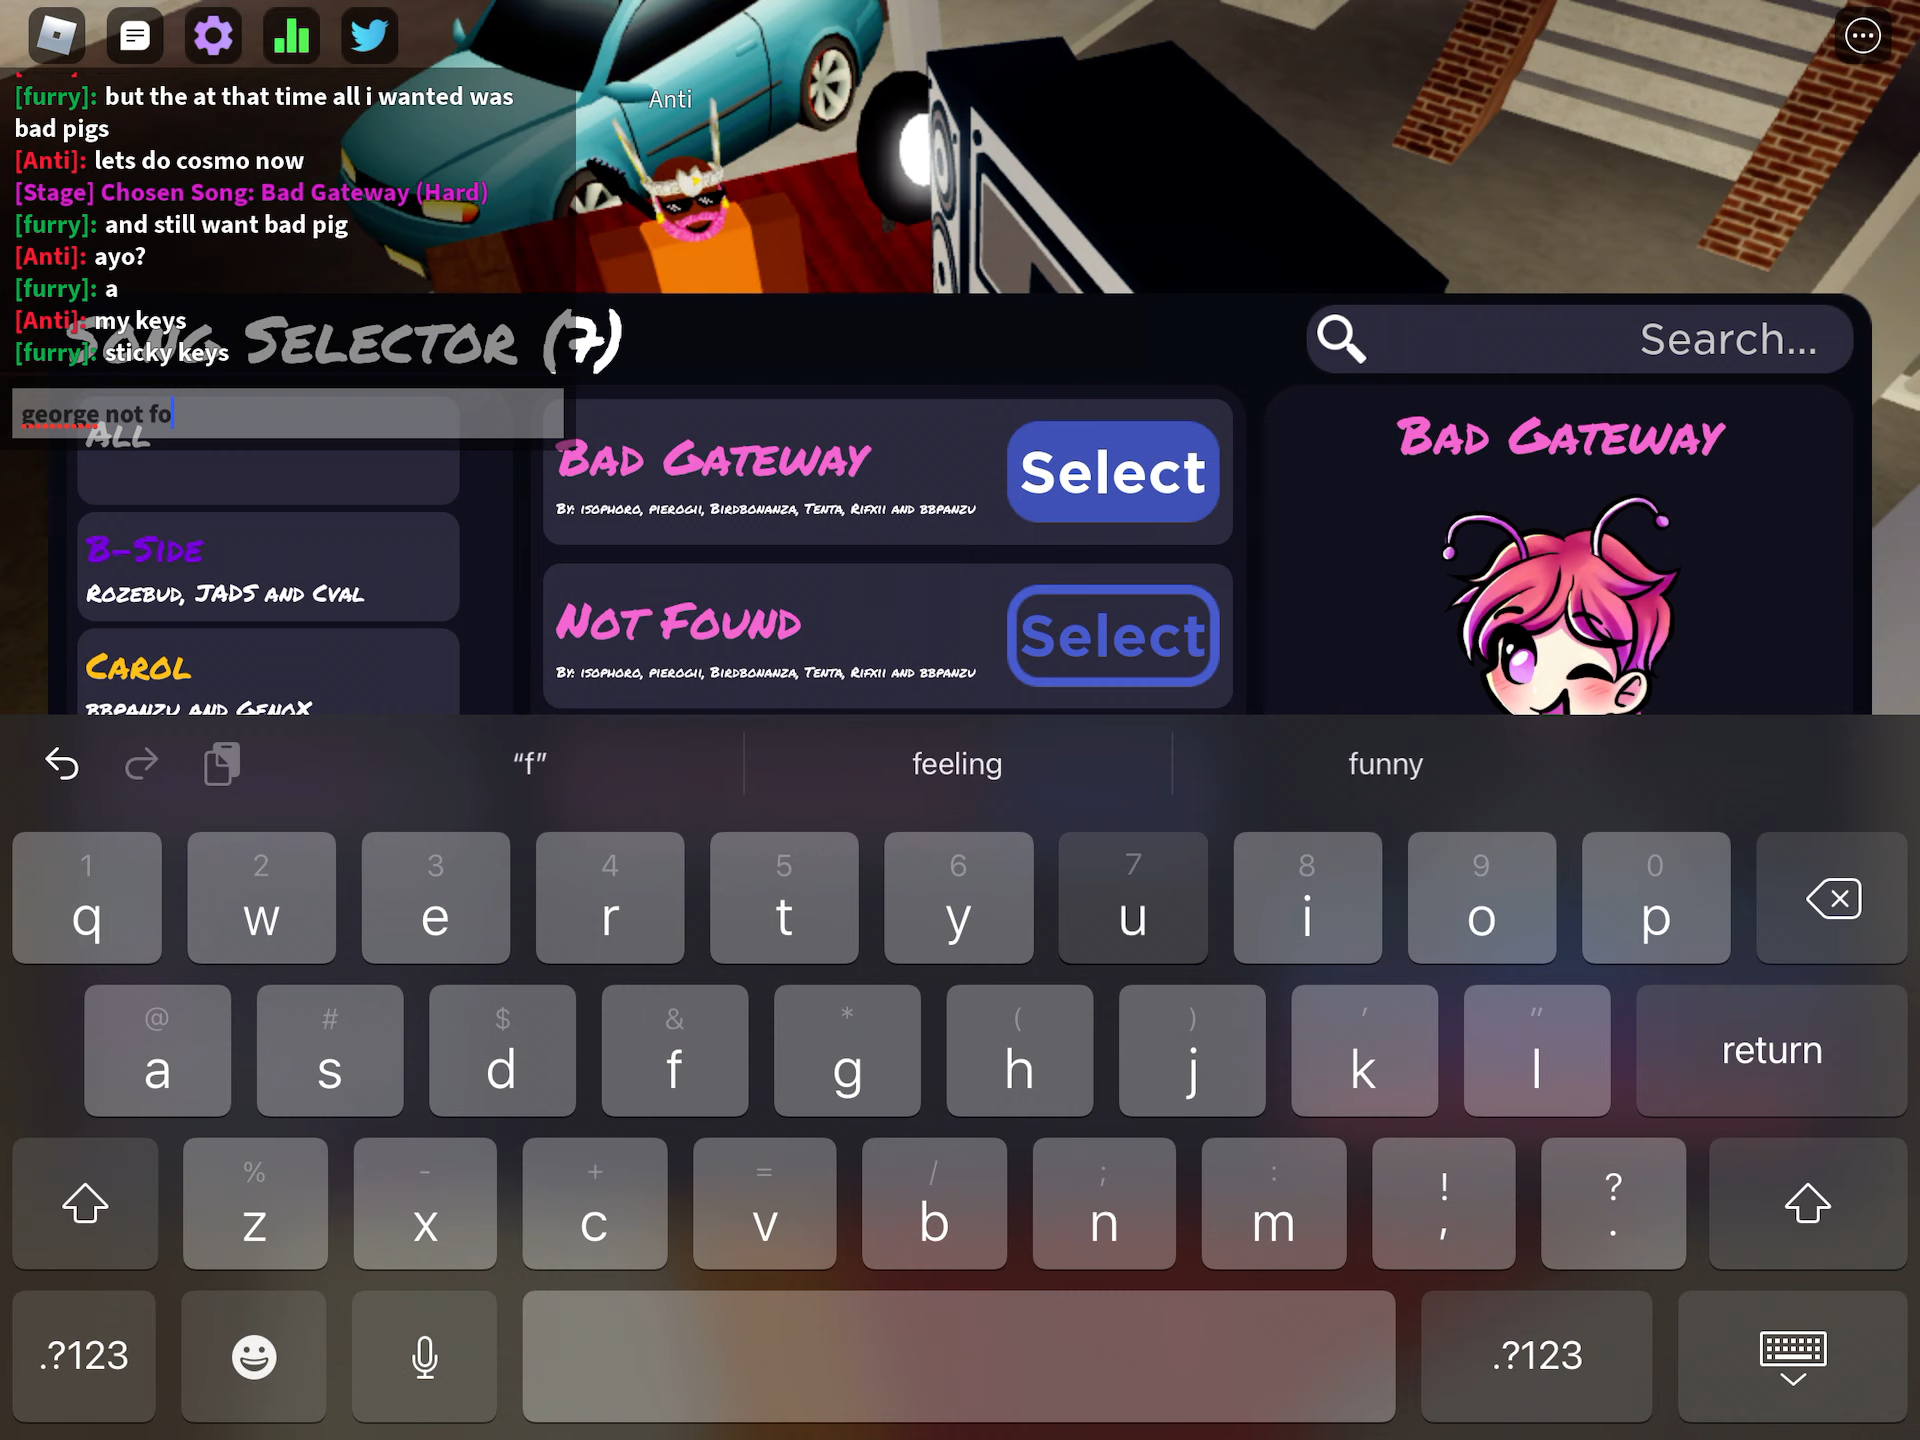 [furry]: but the at that time all i wanted was
bad pigs
[Anti]: lets do cosmo now
[Stage] Chosen Song: Bad Gateway (Hard)
[furry]: and still want bad pig
[Anti]: ayo?
[furry]: a
[Anti]: my keys
[furry]: sticky keys
george not fo
Anti
Song Selector (7)
Search...
All
B-Side
Rozebud, JADS and Cval
Carol
bbpanzu and GenoX
Bad Gateway
By: isophoro, pierogii, Birdbonanza, Tenta, Rifxii and bbpanzu
Select
Not Found
By: isophoro, pierogii, Birdbonanza, Tenta, Rifxii and bbpanzu
Select
Bad Gateway
“f” feeling funny
1 2 3 4 5 6 7 8 9 0
q w e r t y u i o p
@ # $ & * ( ) ' "
a s d f g h j k l return
% - + = / ; : ! ?
z x c v b n m , .
.?123 .?123